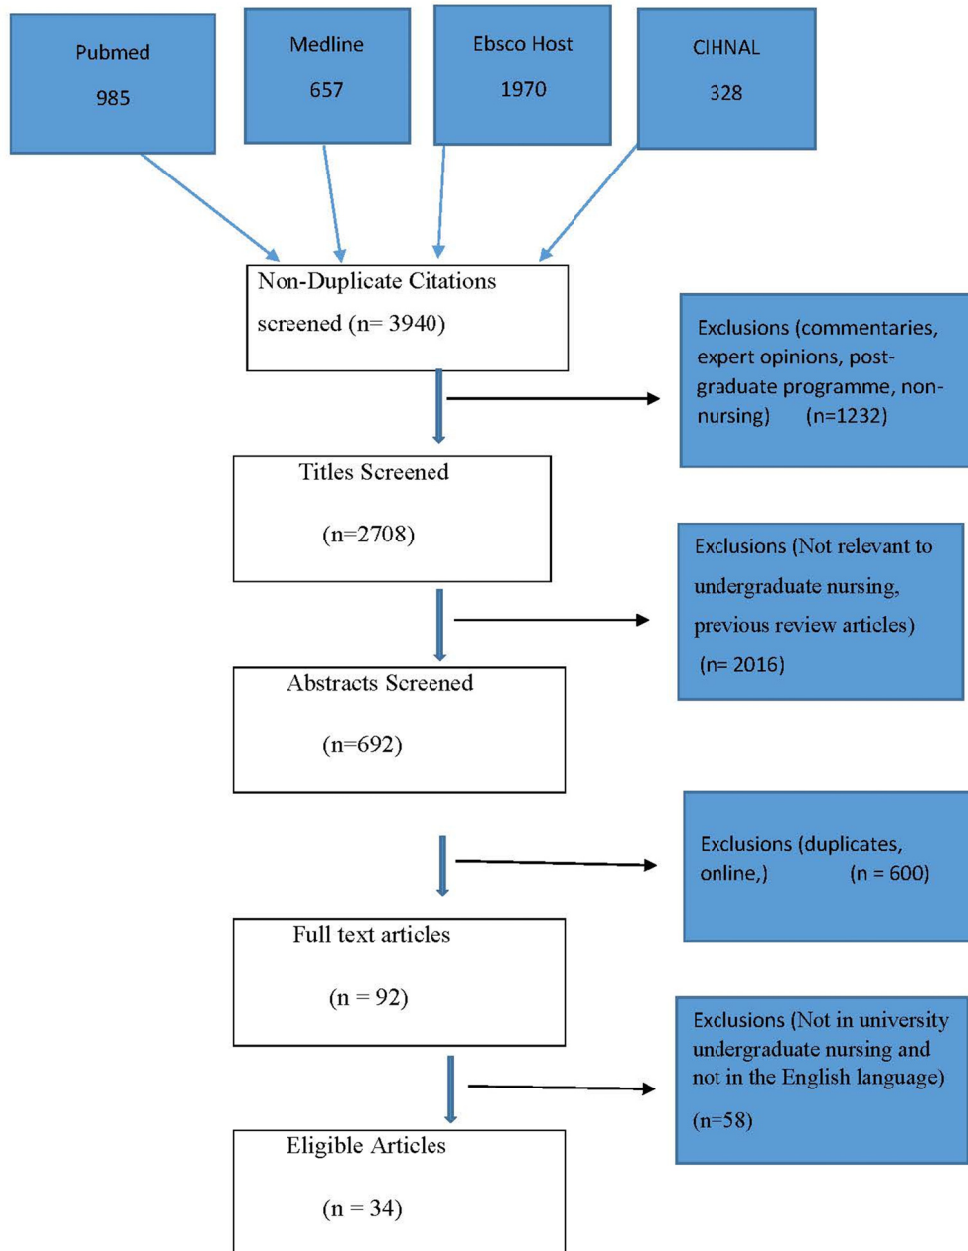 Pubmed
985
Medline
657
Ebsco Host
1970
CIHNAL
328
Non-Duplicate Citations
screened (n= 3940)
Exclusions (commentaries,
expert opinions, post-
graduate programme, non-
nursing) (n=1232)
Titles Screened
(n=2708)
Exclusions (Not relevant to
undergraduate nursing,
previous review articles)
(n= 2016)
Abstracts Screened
(n=692)
Exclusions (duplicates,
online,) (n = 600)
Full text articles
(n = 92)
Exclusions (Not in university
undergraduate nursing and
not in the English language)
(n=58)
Eligible Articles
(n = 34)